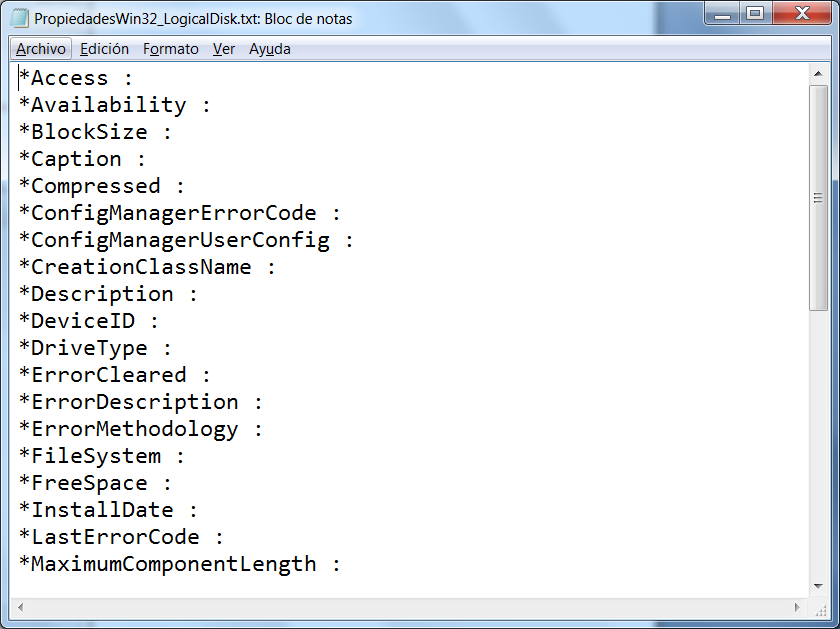 PropiedadesWin32_LogicalDisk.txt: Bloc de notas
Archivo Edición Formato Ver Ayuda
*Access :
*Availability :
*BlockSize :
*Caption :
*Compressed :
*ConfigManagerErrorCode :
*ConfigManagerUserConfig :
*CreationClassName :
*Description :
*DeviceID :
*DriveType :
*ErrorCleared :
*ErrorDescription :
*ErrorMethodology :
*FileSystem :
*FreeSpace :
*InstallDate :
*LastErrorCode :
*MaximumComponentLength :